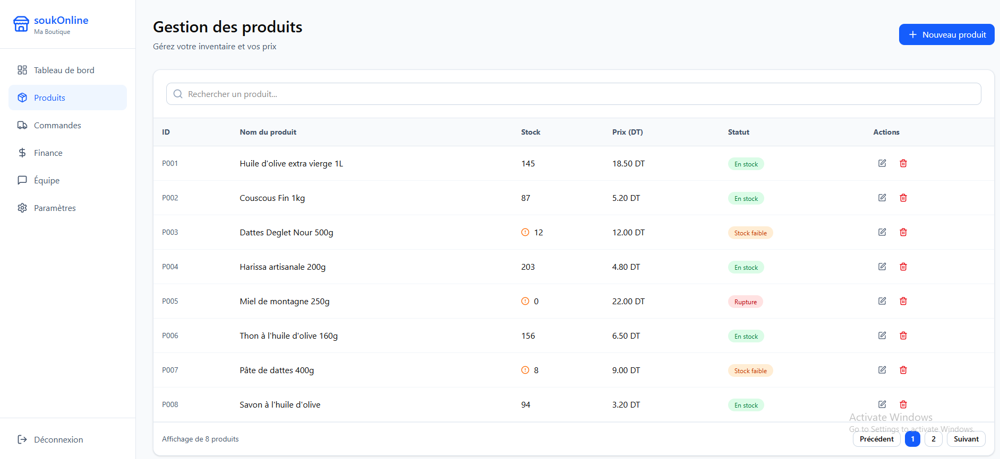 soukOnline
Ma Boutique
Tableau de bord
Produits
Commandes
Finance
Équipe
Paramètres
Déconnexion
Gestion des produits
Gérez votre inventaire et vos prix
Nouveau produit
Rechercher un produit...
ID Nom du produit Stock Prix (DT) Statut Actions
P001 Huile d'olive extra vierge 1L 145 18.50 DT En stock
P002 Couscous Fin 1kg 87 5.20 DT En stock
P003 Dattes Deglet Nour 500g 12 12.00 DT Stock faible
P004 Harissa artisanale 200g 203 4.80 DT En stock
P005 Miel de montagne 250g 0 22.00 DT Rupture
P006 Thon à l'huile d'olive 160g 156 6.50 DT En stock
P007 Pâte de dattes 400g 8 9.00 DT Stock faible
P008 Savon à l'huile d'olive 94 3.20 DT En stock
Activate Windows
Go to Settings to activate Windows.
Affichage de 8 produits Précédent 1 2 Suivant